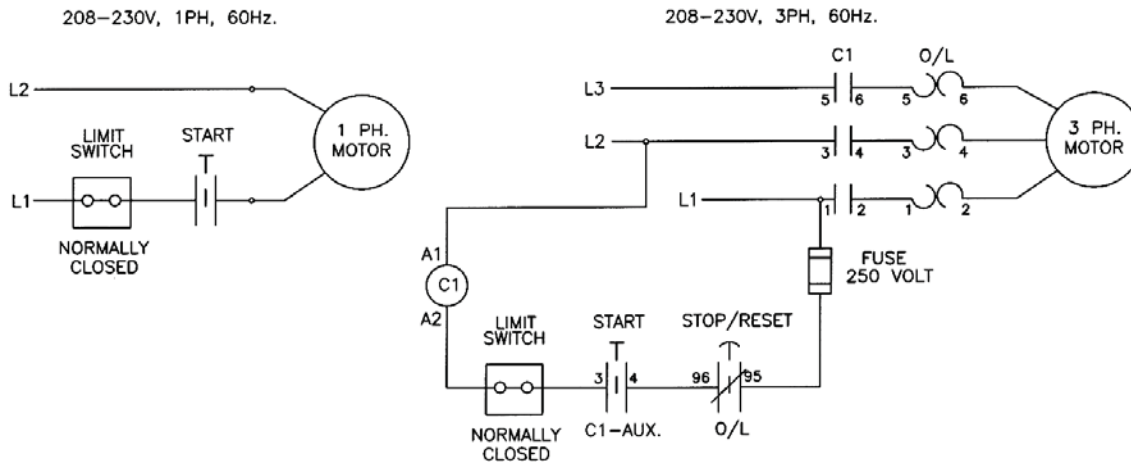 208-230V, 1PH, 60Hz.
L2
LIMIT
SWITCH
START
1 PH.
MOTOR
L1
NORMALLY
CLOSED
208-230V, 3PH, 60Hz.
C1
O/L
L3
5
6
5
6
L2
3
4
3
4
3 PH.
MOTOR
L1
1
2
1
2
FUSE
250 VOLT
A1
C1
A2
LIMIT
SWITCH
START
STOP/RESET
3
4
96
95
C1-AUX.
O/L
NORMALLY
CLOSED